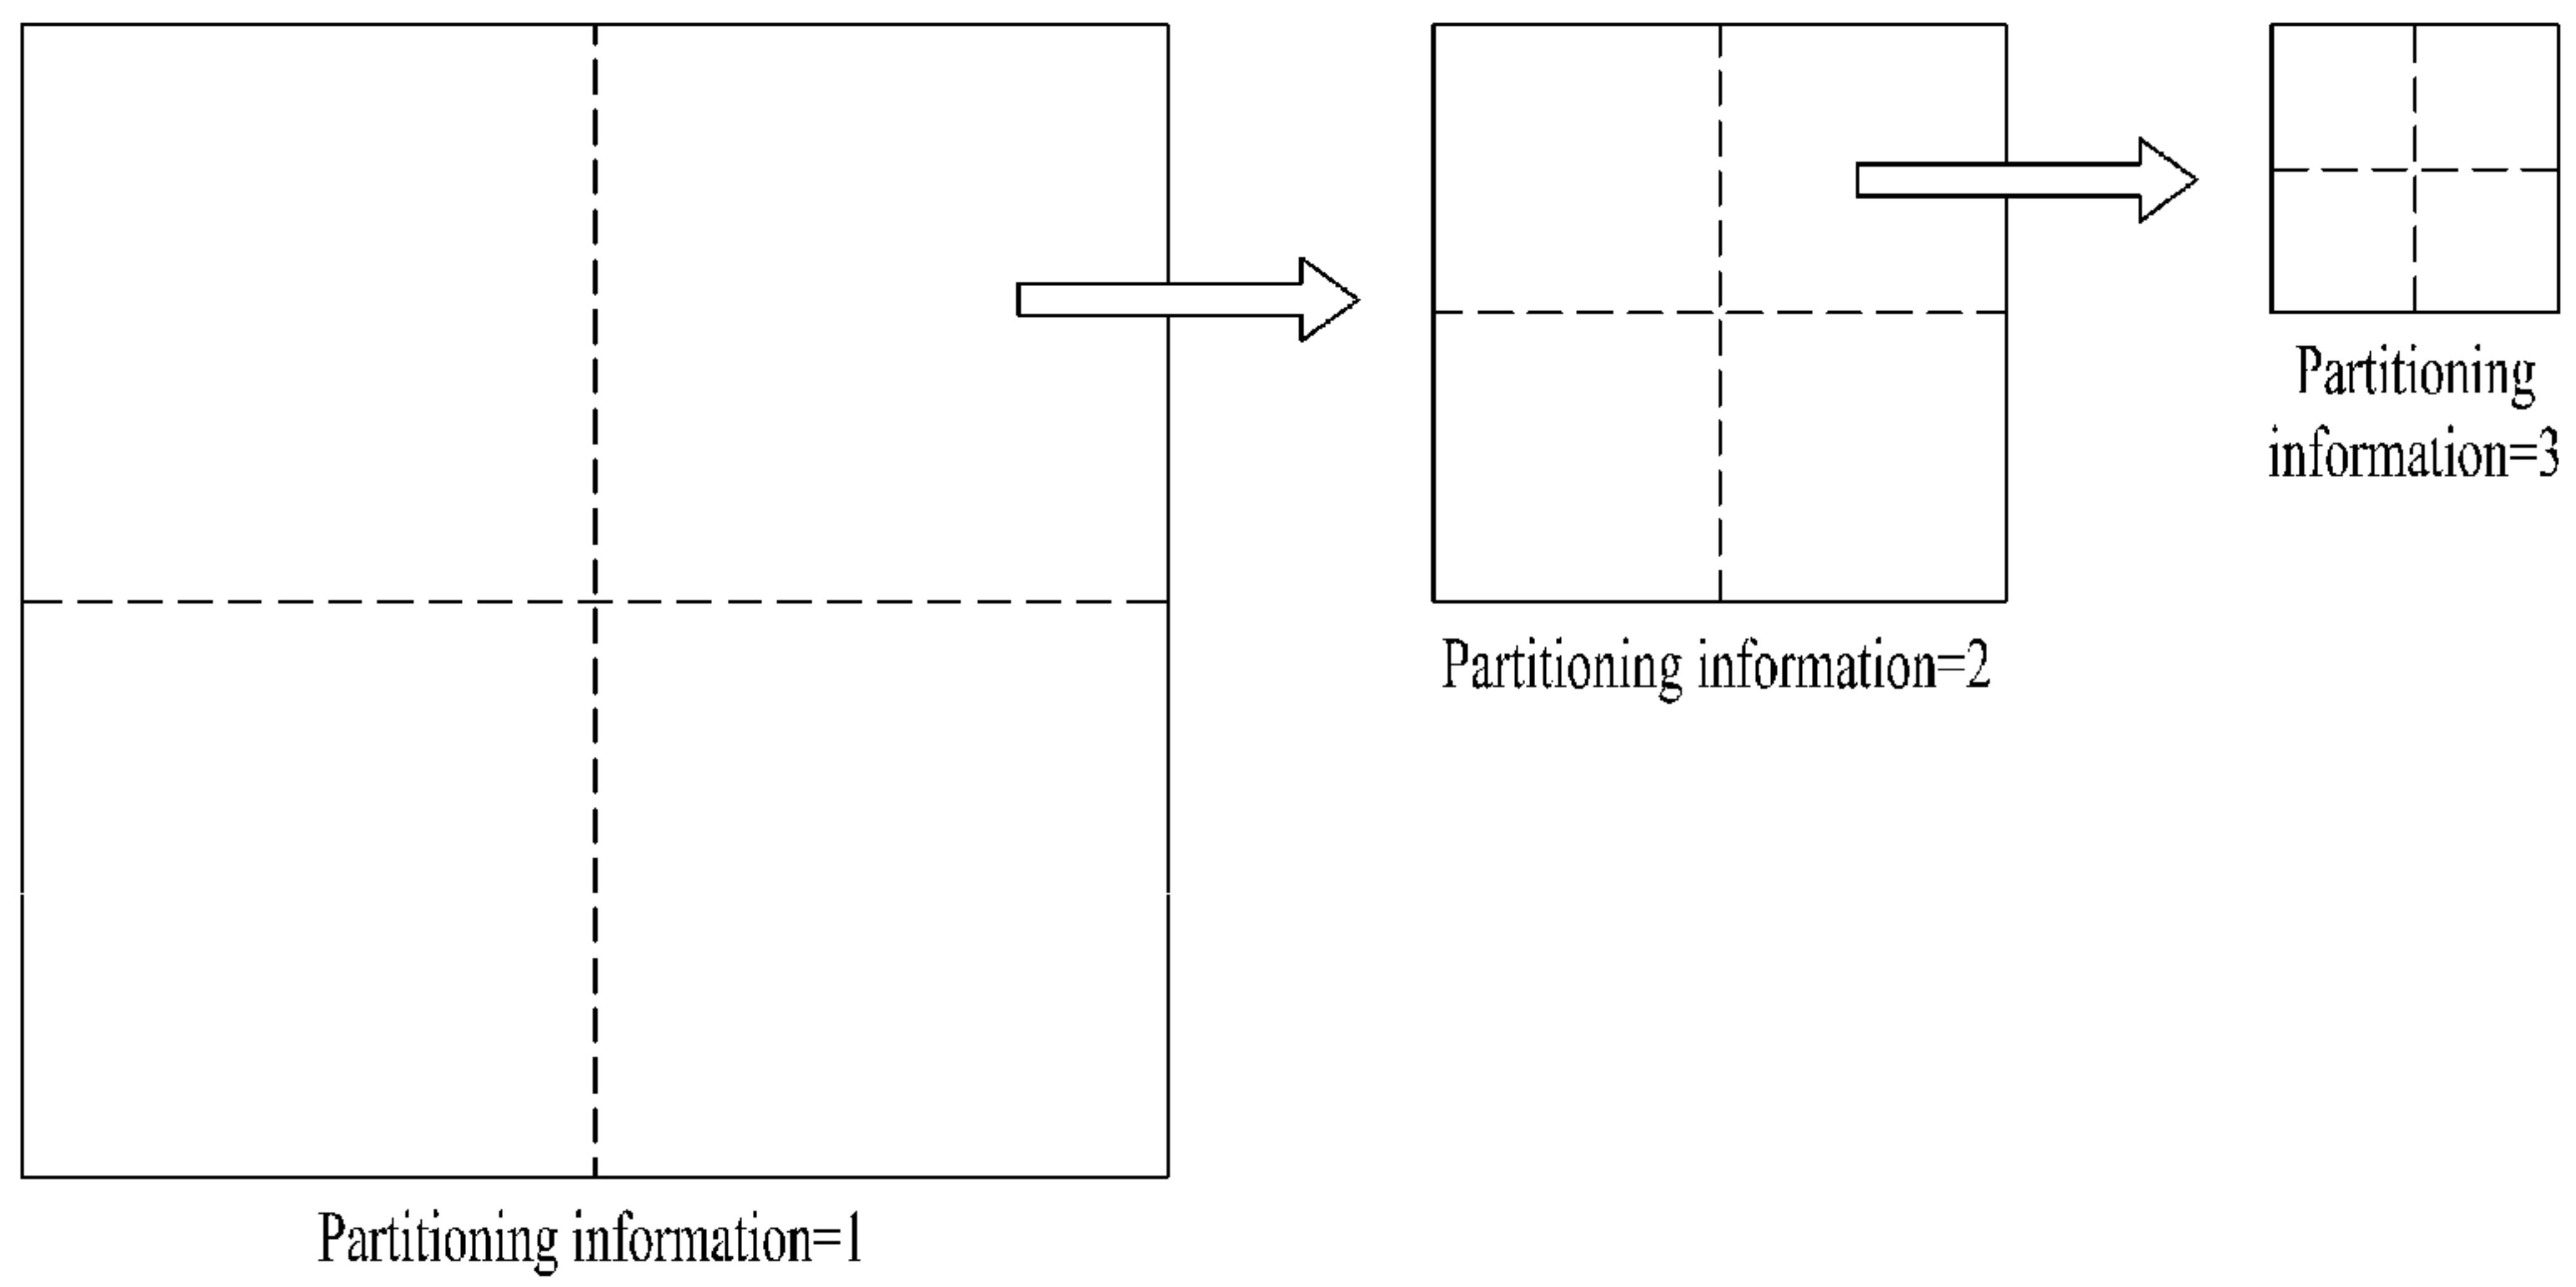 Partitioning information=1
Partitioning information=2
Partitioning
information=3